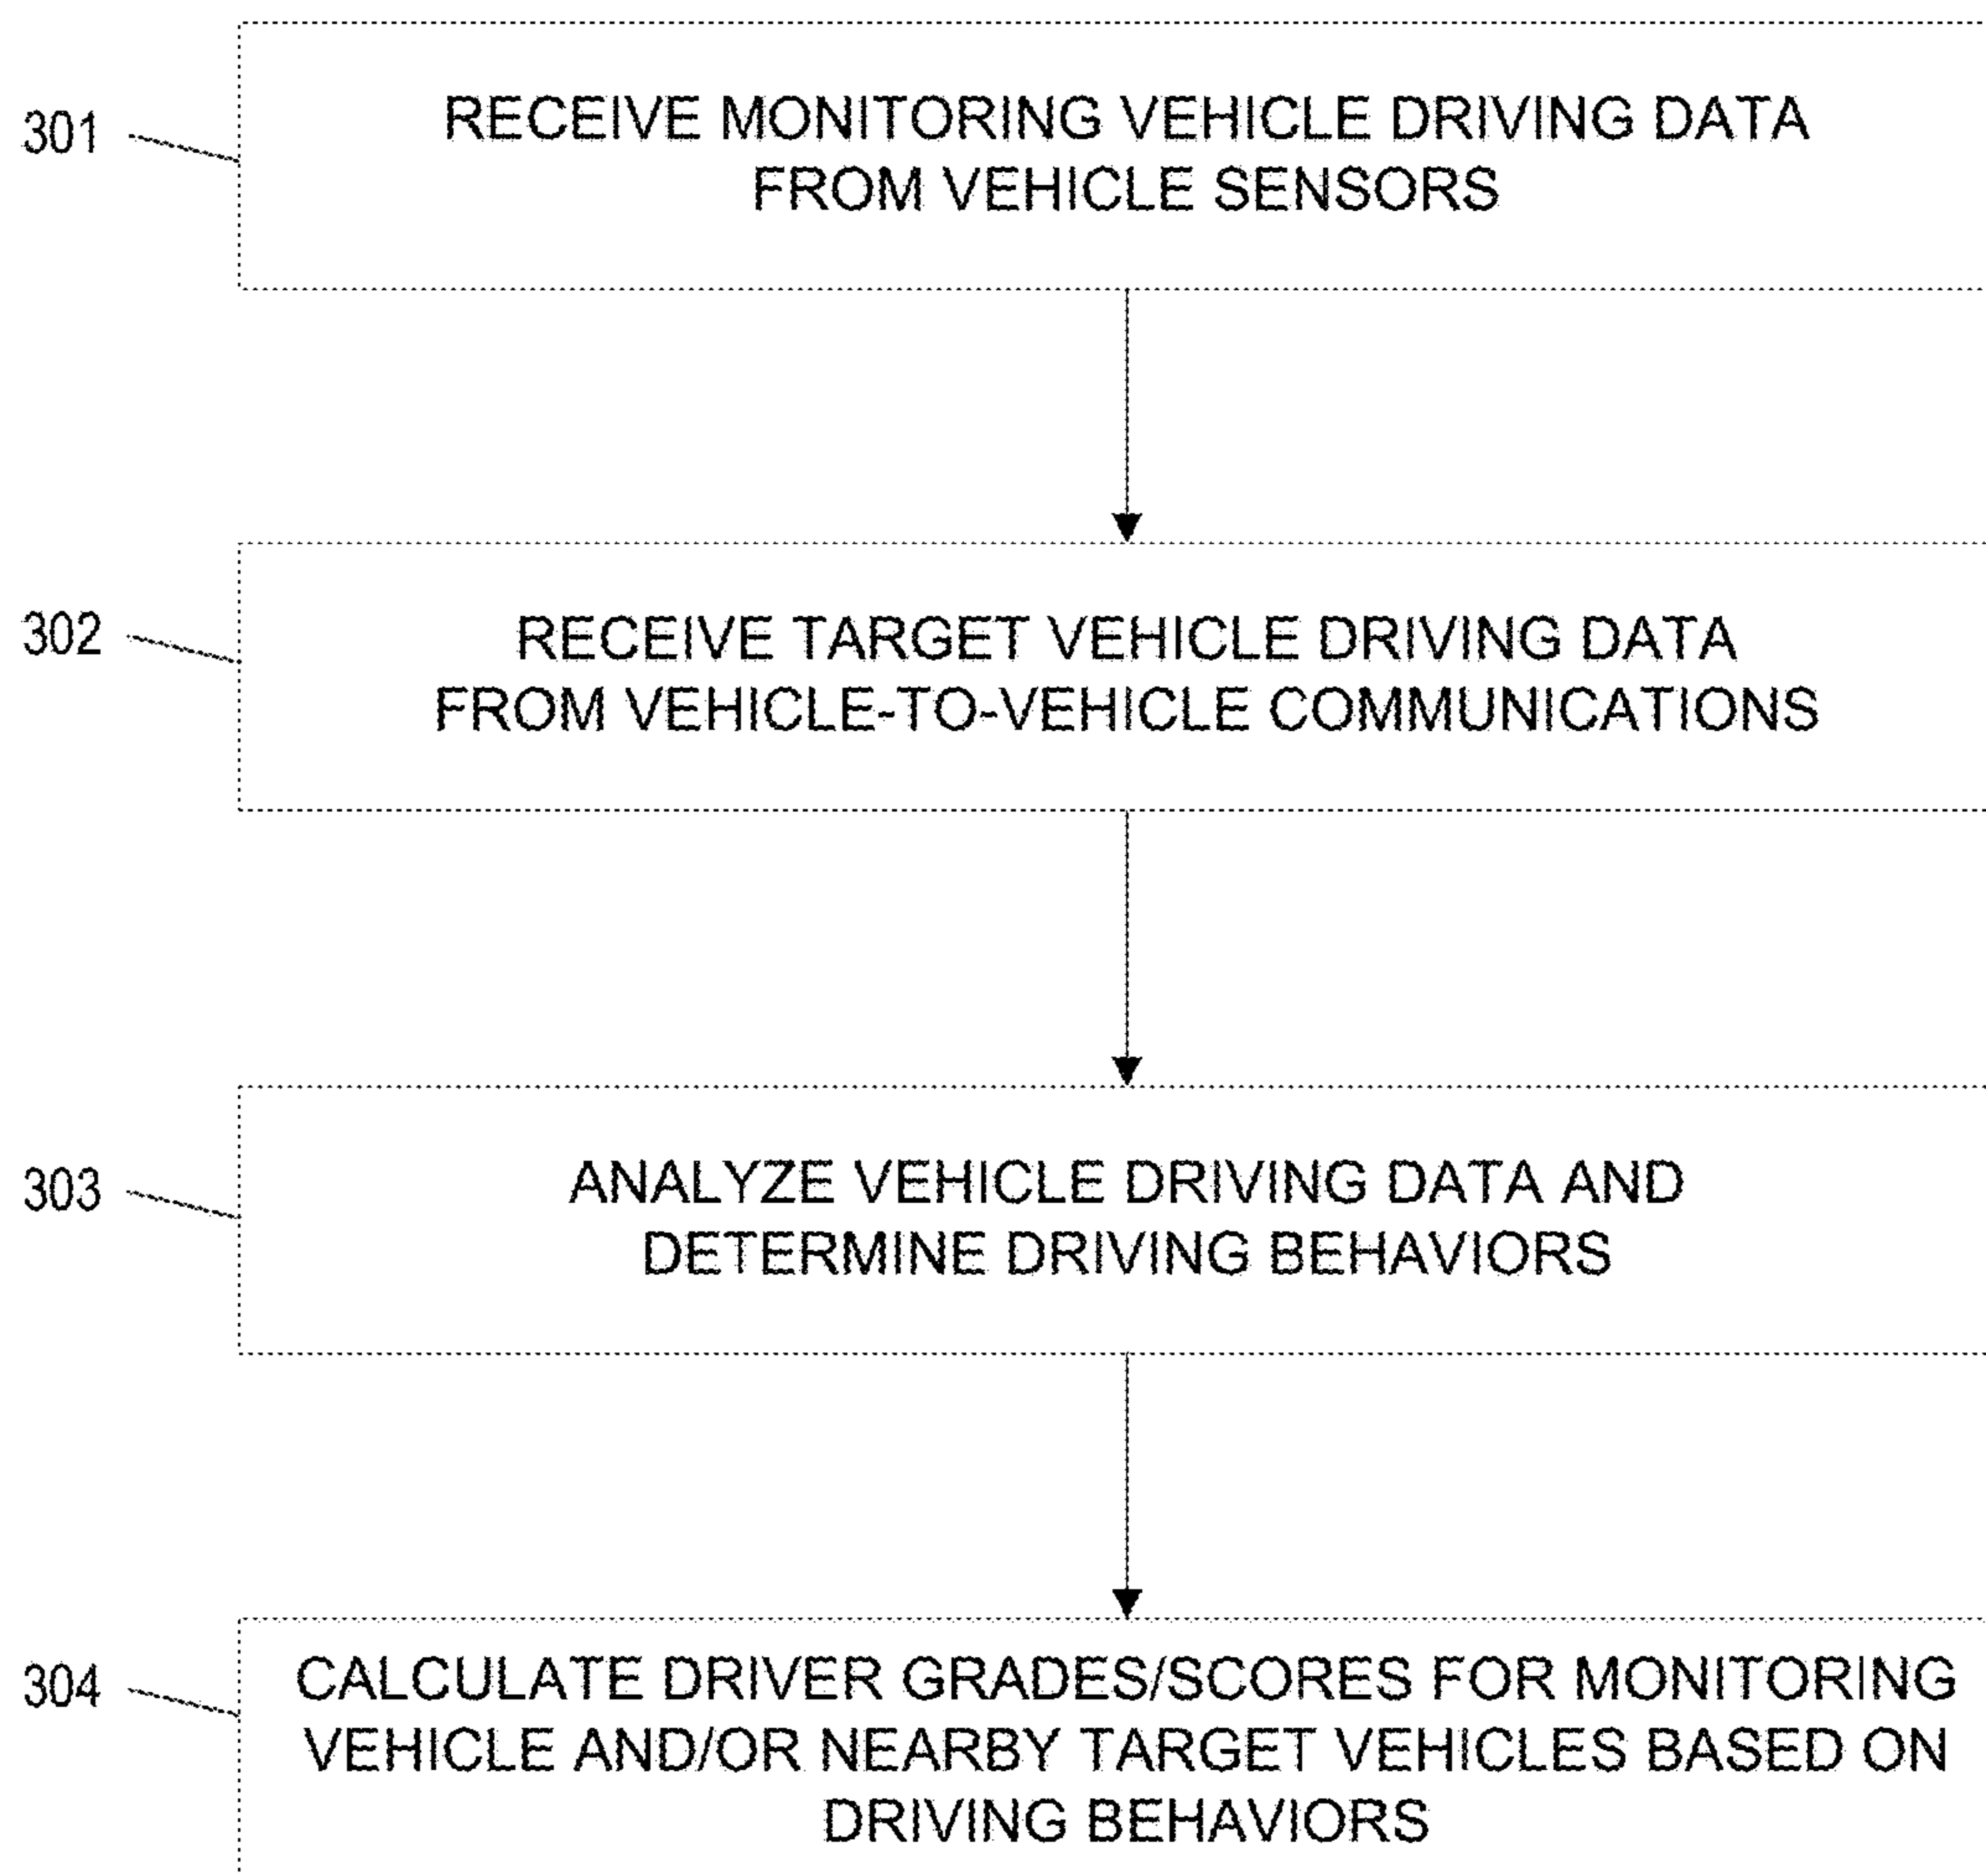 301
RECEIVE MONITORING VEHICLE DRIVING DATA
FROM VEHICLE SENSORS
302
RECEIVE TARGET VEHICLE DRIVING DATA
FROM VEHICLE-TO-VEHICLE COMMUNICATIONS
303
ANALYZE VEHICLE DRIVING DATA AND
DETERMINE DRIVING BEHAVIORS
304
CALCULATE DRIVER GRADES/SCORES FOR MONITORING
VEHICLE AND/OR NEARBY TARGET VEHICLES BASED ON
DRIVING BEHAVIORS